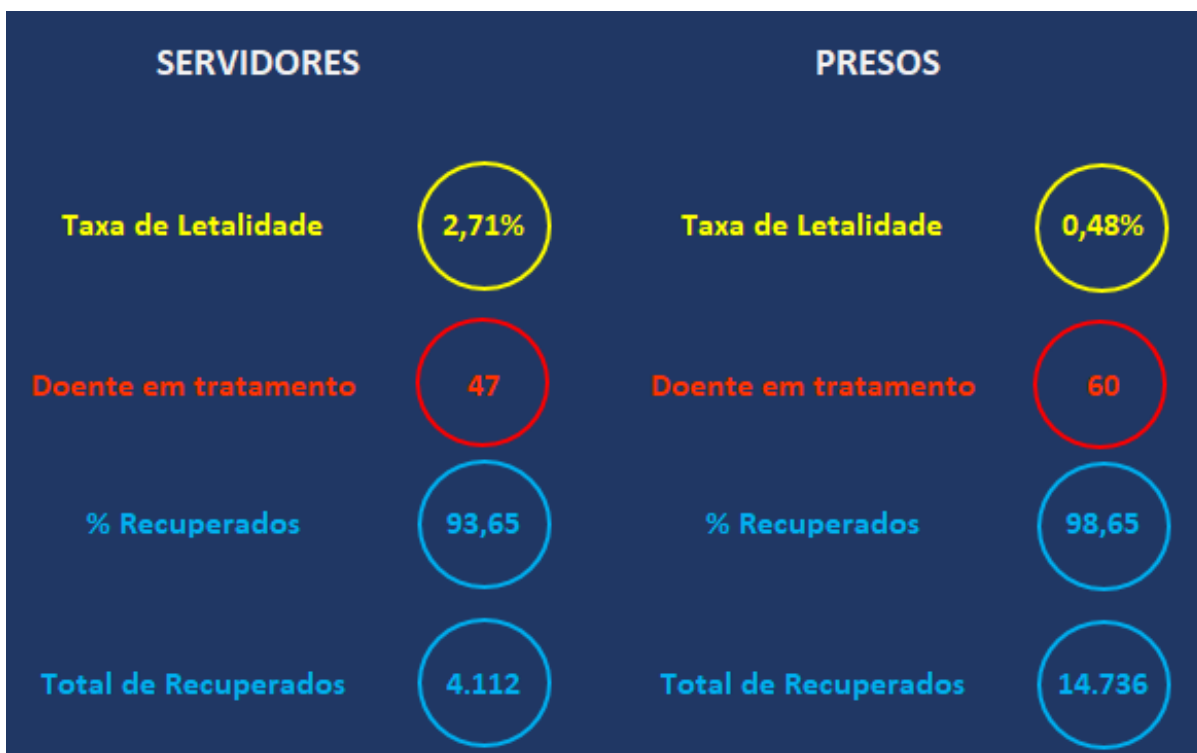 SERVIDORES
PRESOS
Taxa de Letalidade
2,71%
Taxa de Letalidade
0,48%
Doente em tratamento
47
Doente em tratamento
60
% Recuperados
93,65
% Recuperados
98,65
Total de Recuperados
4.112
Total de Recuperados
14.736